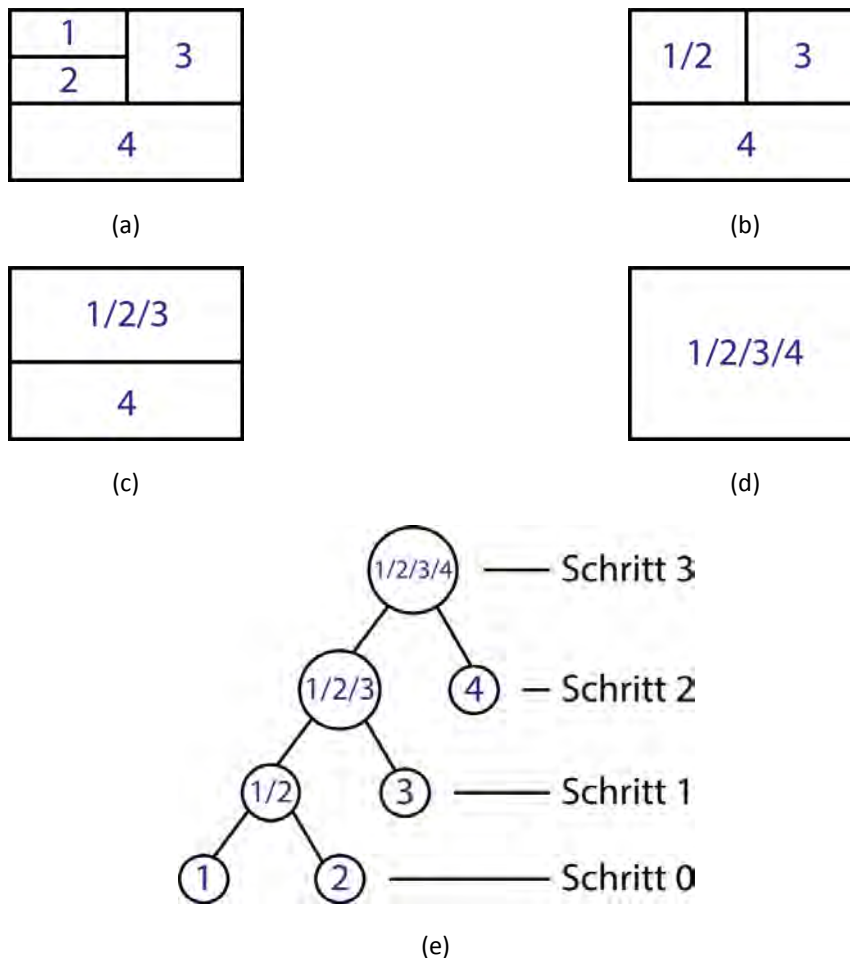 1
2
3
4
(a)
1/2
3
4
(b)
1/2/3
4
(c)
1/2/3/4
(d)
1/2/3/4
Schritt 3
1/2/3
4
Schritt 2
1/2
3
Schritt 1
1
2
Schritt 0
(e)